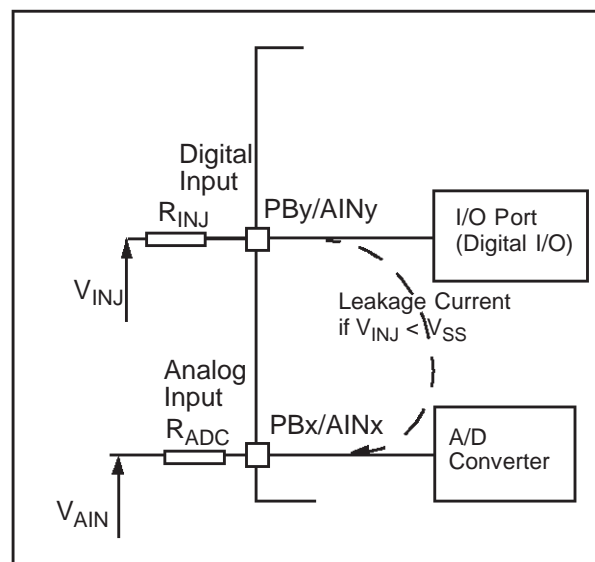 Digital
Input
R_INJ
PBy/AINy
I/O Port
(Digital I/O)
V_INJ
Leakage Current
if V_INJ < V_SS
Analog
Input
R_ADC
PBx/AINx
A/D
Converter
V_AIN